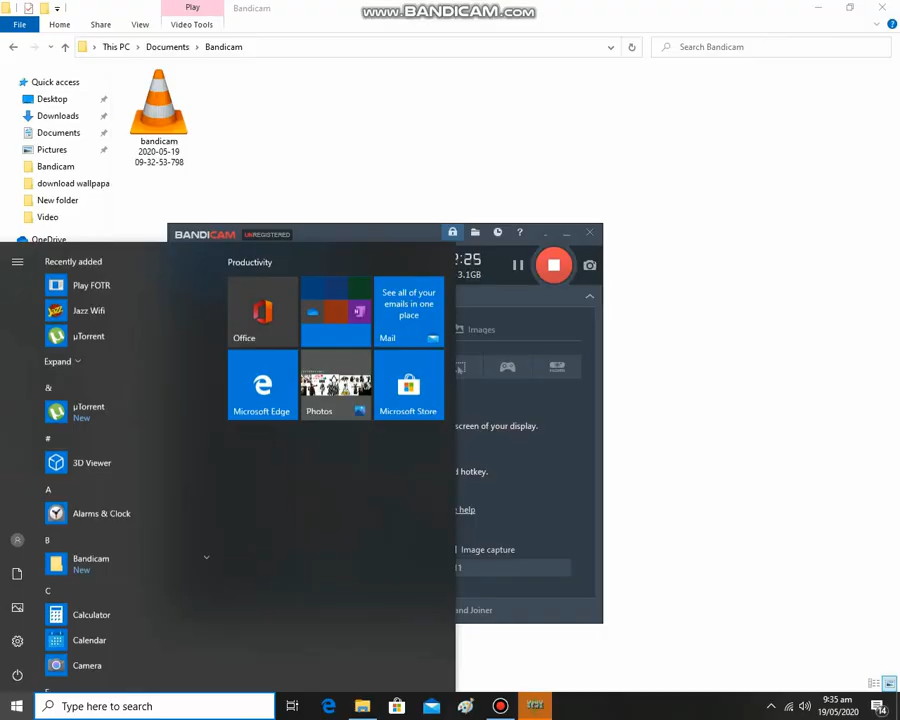 Play
Bandicam
www.BANDICAM.com
File
Home
Share
View
Video Tools
This PC
Documents
Bandicam
Search Bandicam
Quick access
Desktop
Downloads
Documents
Pictures
Bandicam
download wallpapa
New folder
Video
OneDrive
bandicam
2020-05-19
09-32-53-798
BANDICAM
UNREGISTERED
2:25
3.1GB
Images
screen of your display.
d hotkey.
e help
Image capture
11
and Joiner
Recently added
Play FOTR
Jazz Wifi
µTorrent
Expand
&
µTorrent
New
#
3D Viewer
A
Alarms & Clock
B
Bandicam
New
C
Calculator
Calendar
Camera
Productivity
Office
See all of your
emails in one
place
Mail
Microsoft Edge
Photos
Microsoft Store
Type here to search
9:35 am
19/05/2020
14